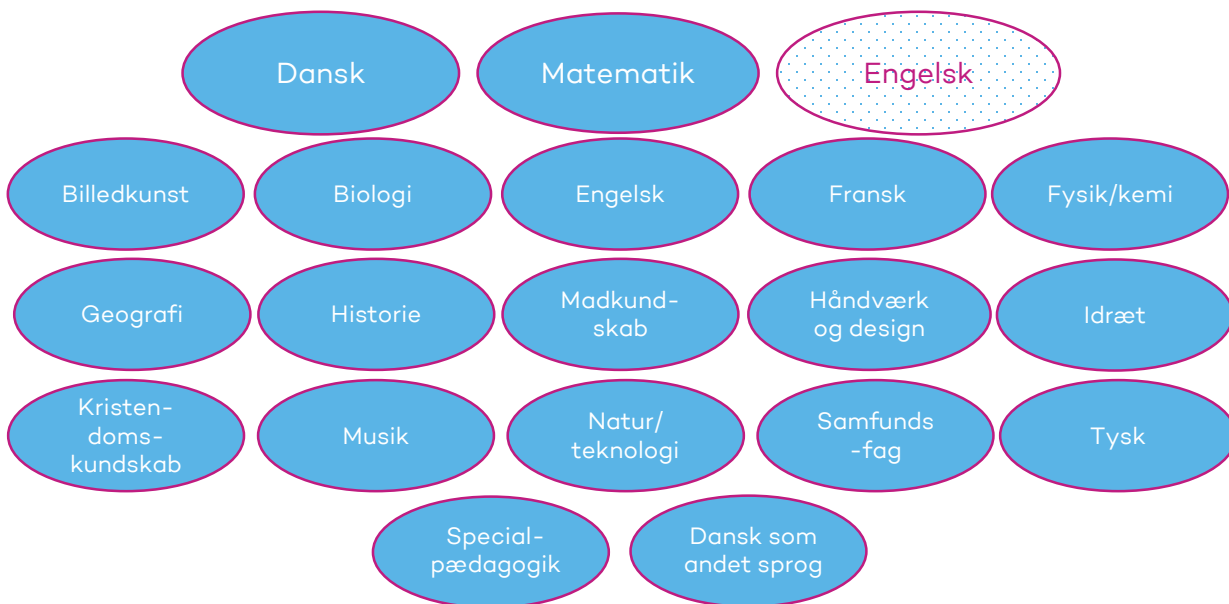 Dansk
Matematik
Engelsk
Billedkunst
Biologi
Engelsk
Fransk
Fysik/kemi
Geografi
Historie
Madkund-
skab
Håndværk
og design
Idræt
Kristen-
doms-
kundskab
Musik
Natur/
teknologi
Samfunds
-fag
Tysk
Special-
pædagogik
Dansk som
andet sprog